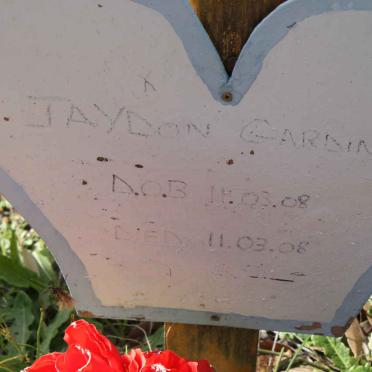 X
JAYDON GARDIN
D.O.B 11.03.08
DIED 11.03.08